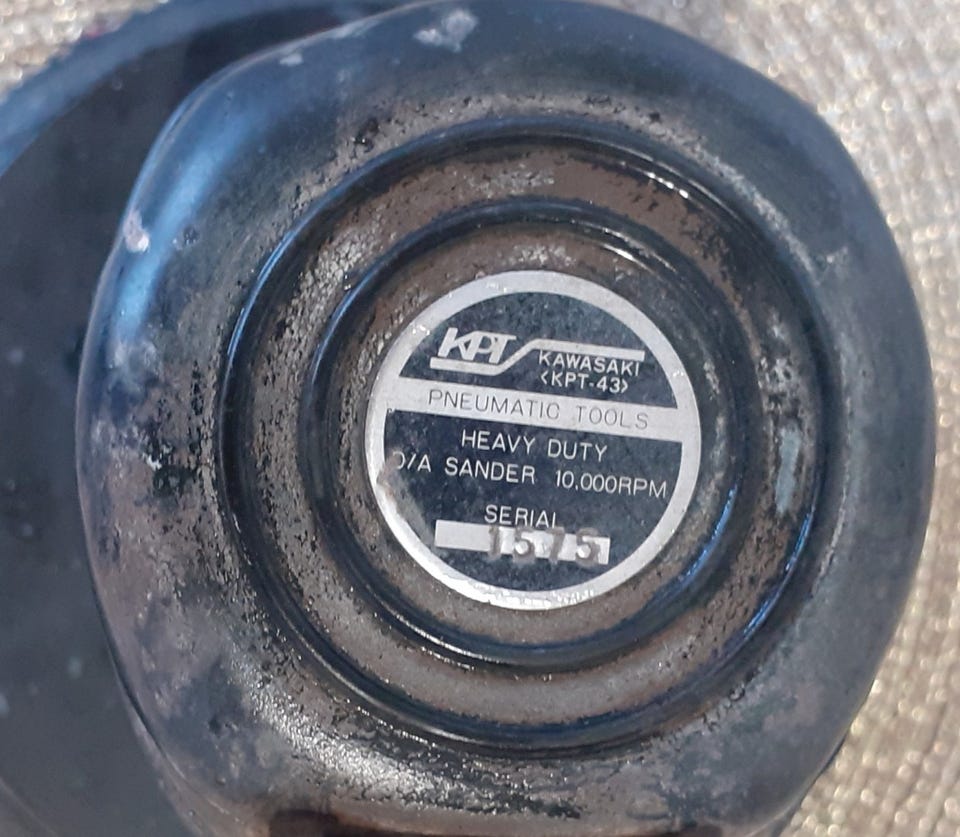 KPT KAWASAKI
<KPT-43>
PNEUMATIC TOOLS
HEAVY DUTY
D/A SANDER 10,000RPM
SERIAL
1575